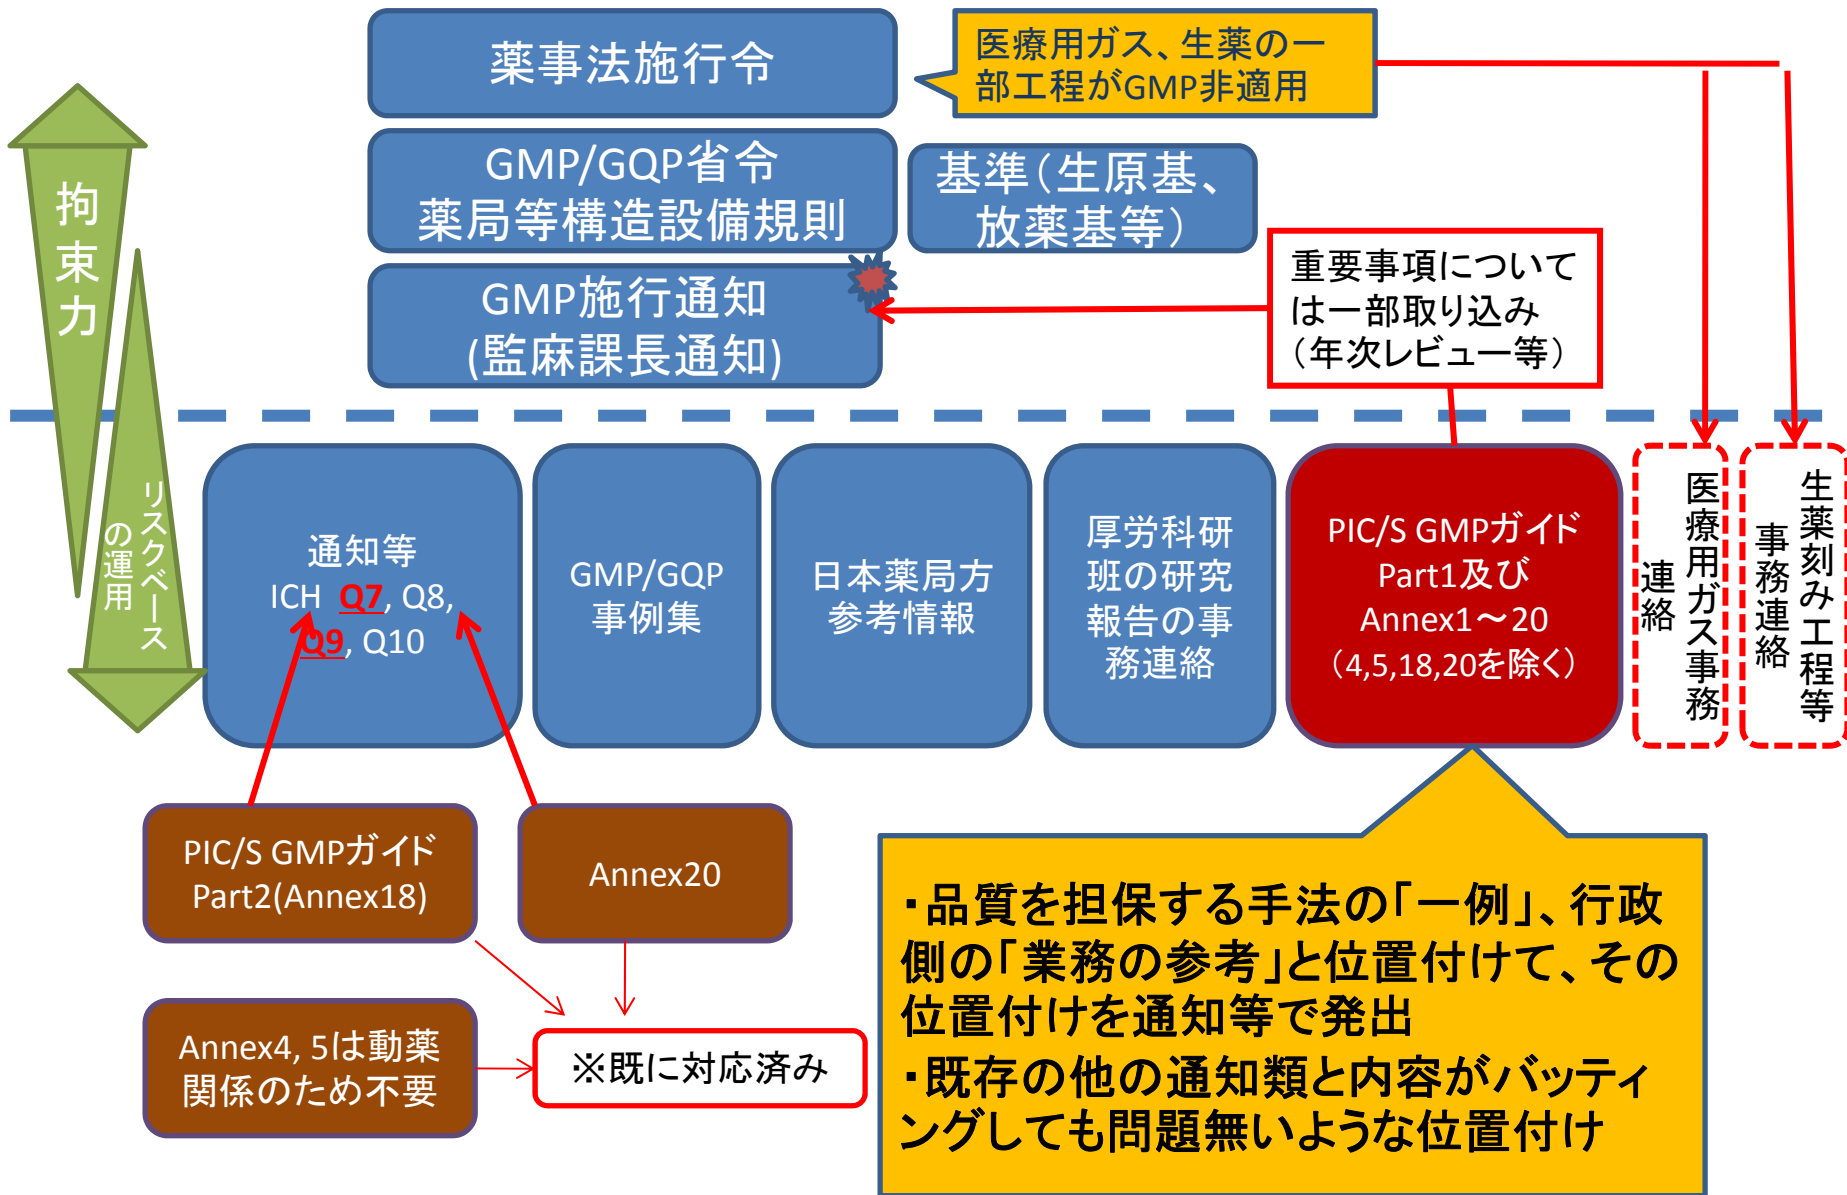 薬事法施行令
医療用ガス、生薬の一
部工程がGMP非適用
GMP/GQP省令
薬局等構造設備規則
基準（生原基、
放薬基等）
GMP施行通知
(監麻課長通知)
重要事項について
は一部取り込み
（年次レビュー等）
拘束力
リスクベース
の運用
通知等
ICH Q7, Q8,
Q9, Q10
GMP/GQP
事例集
日本薬局方
参考情報
厚労科研
班の研究
報告の事
務連絡
PIC/S GMPガイド
Part1及び
Annex1～20
（4,5,18,20を除く）
医療用ガス事務
連絡
生薬刻み工程等
事務連絡
PIC/S GMPガイド
Part2(Annex18)
Annex20
Annex4, 5は動薬
関係のため不要
※既に対応済み
・品質を担保する手法の「一例」、行政
側の「業務の参考」と位置付けて、その
位置付けを通知等で発出
・既存の他の通知類と内容がバッティ
ングしても問題無いような位置付け